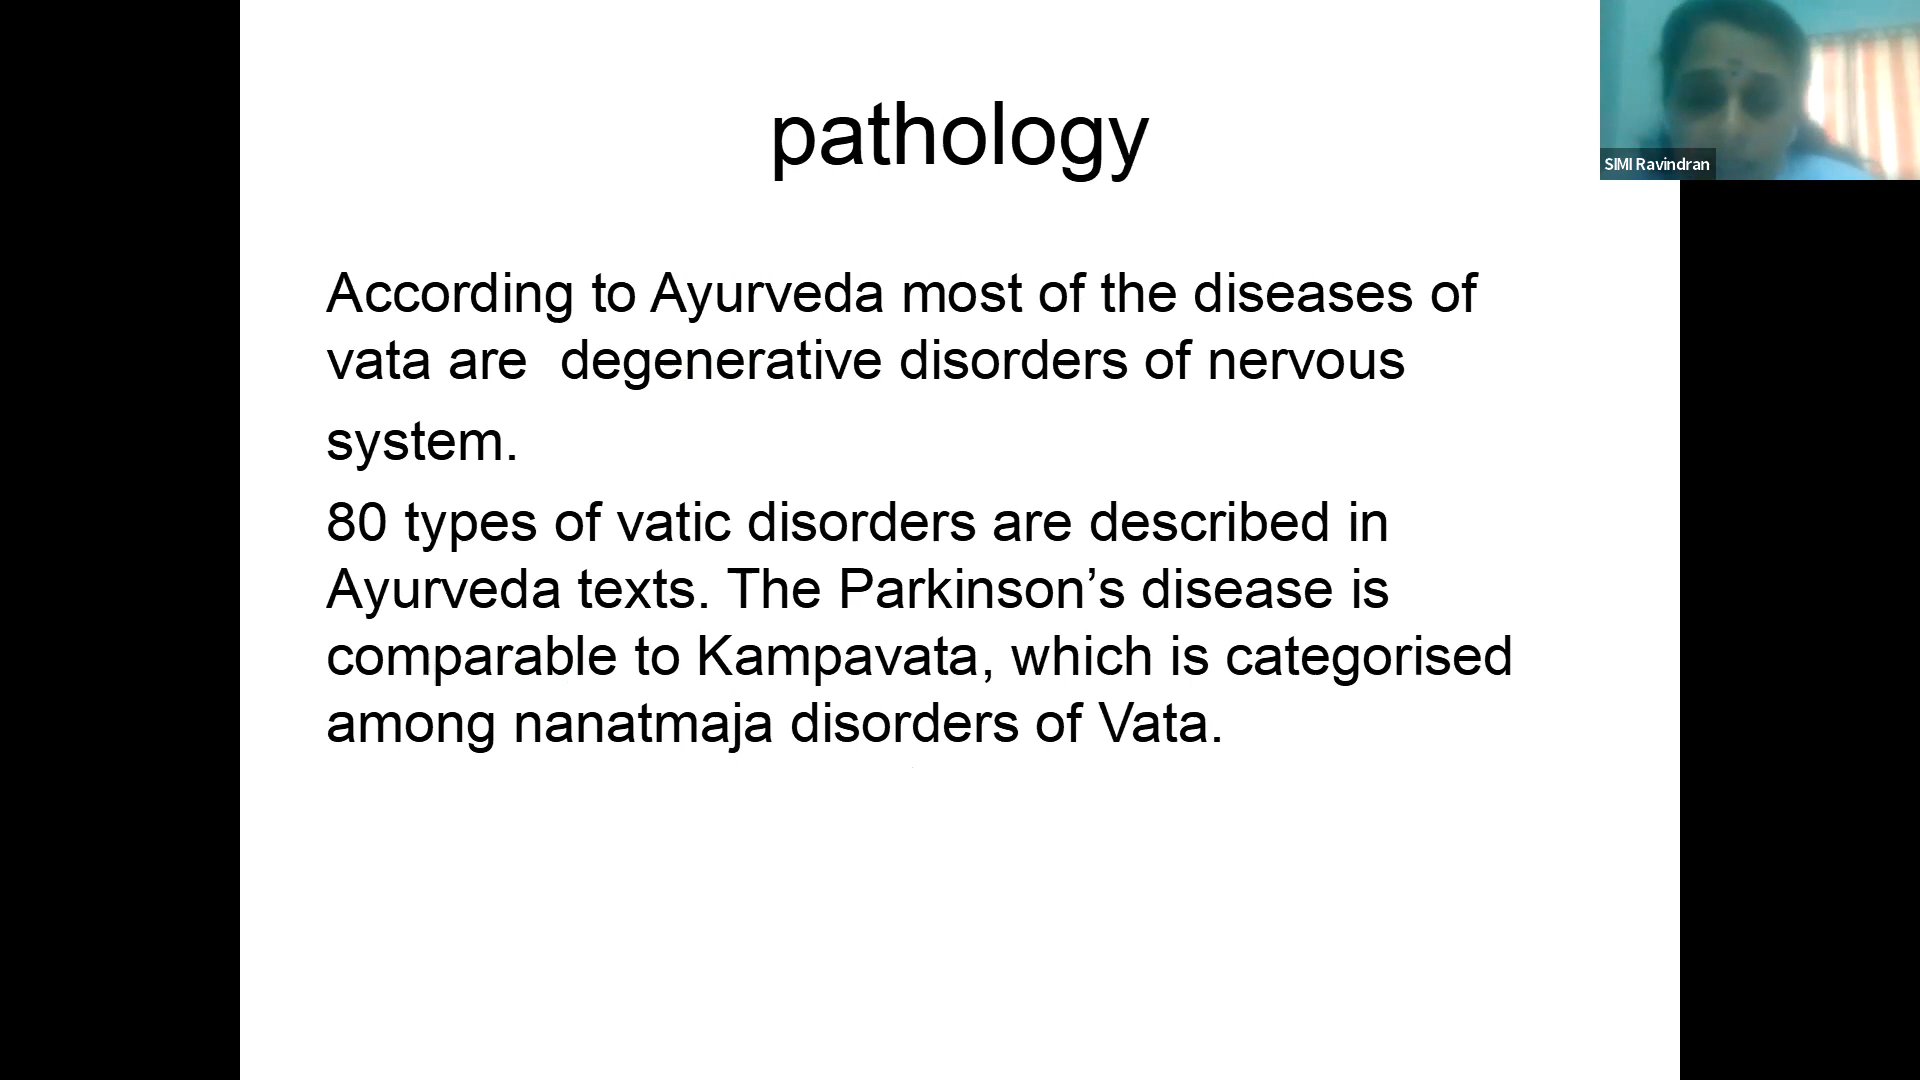 pathology
SIMI Ravindran
According to Ayurveda most of the diseases of
vata are  degenerative disorders of nervous
system.
80 types of vatic disorders are described in
Ayurveda texts. The Parkinson’s disease is
comparable to Kampavata, which is categorised
among nanatmaja disorders of Vata.